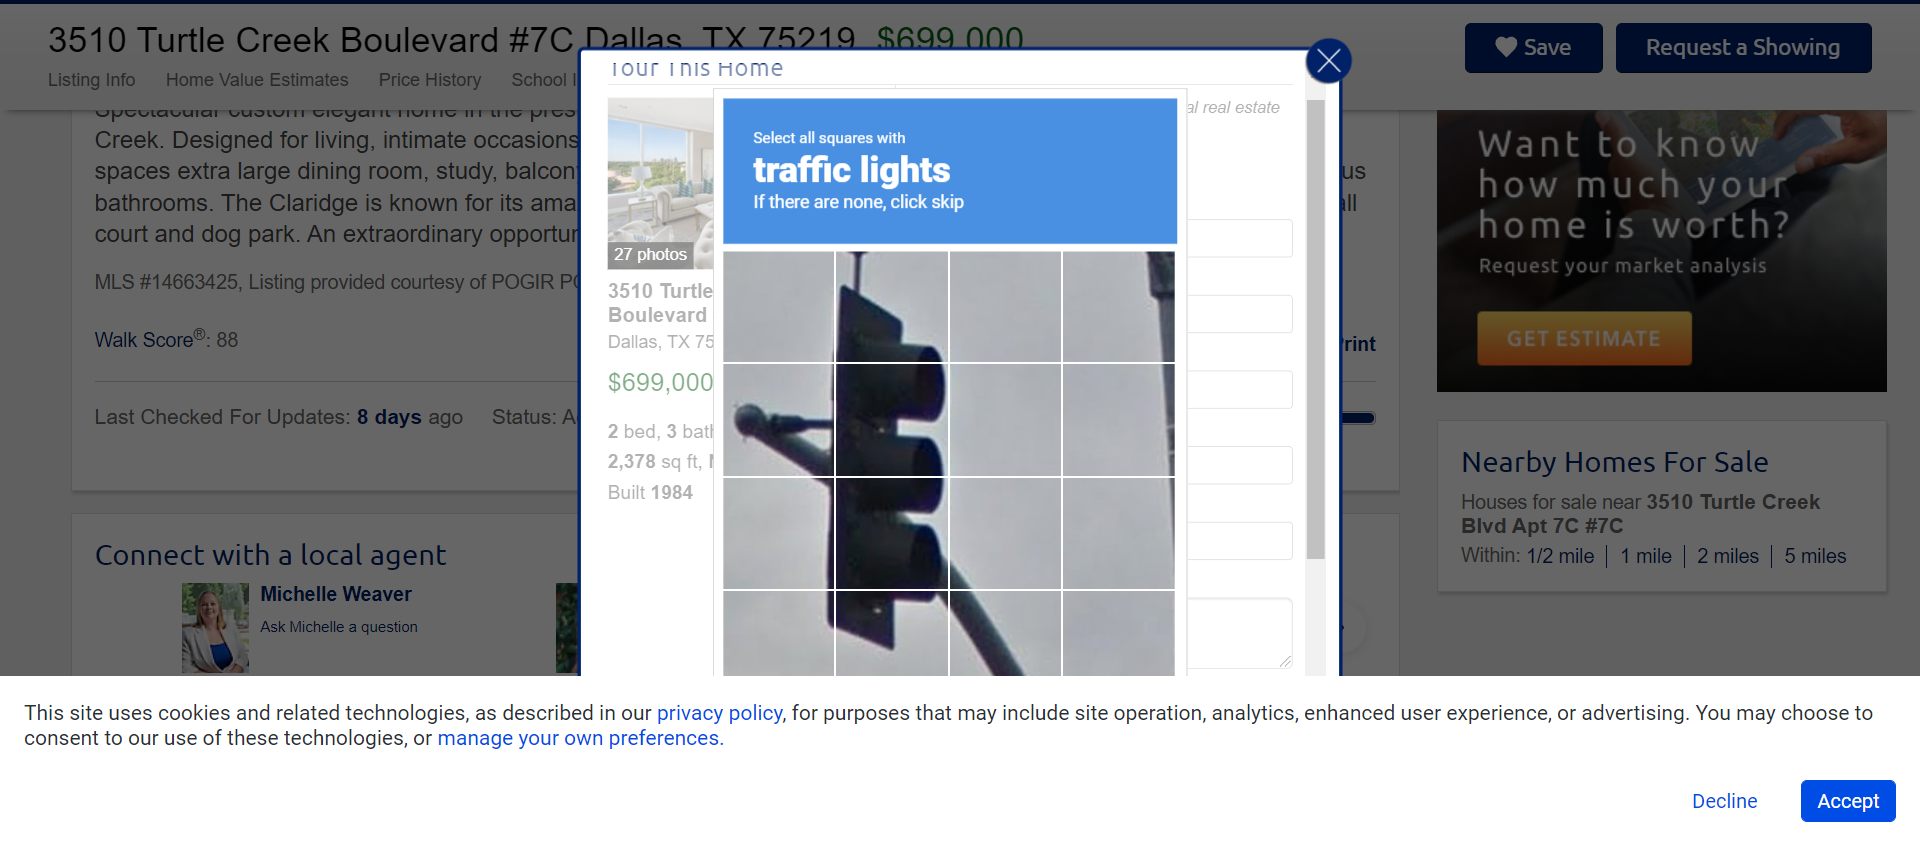 3510 Turtle Creek Boulevard #7C Dallas, TX 75219 $699,000
Save
Request a Showing
Listing Info
Home Value Estimates
Price History
School
Spectacular custom elegant home in the
Creek. Designed for living, intimate occasions
spaces extra large dining room, study,
bathrooms. The Claridge is known for its
court and dog park. An extraordinary
MLS #14663425, Listing provided courtesy of POGIR
Walk Score®: 88
Last Checked For Updates: 8 days ago
Status:
Connect with a local agent
Michelle Weaver
Ask Michelle a question
Tour This Home
27 photos
3510 Turtle
Boulevard
Dallas, TX
$699,000
2 bed, 3
2,378 sq ft,
Built 1984
real estate
Select all squares with
traffic lights
If there are none, click skip
Want to know
how much your
home is worth?
Request your market analysis
GET ESTIMATE
Nearby Homes For Sale
Houses for sale near 3510 Turtle Creek
Blvd Apt 7C #7C
Within: 1/2 mile | 1 mile | 2 miles | 5 miles
This site uses cookies and related technologies, as described in our privacy policy, for purposes that may include site operation, analytics, enhanced user experience, or advertising. You may choose to
consent to our use of these technologies, or manage your own preferences.
Decline
Accept